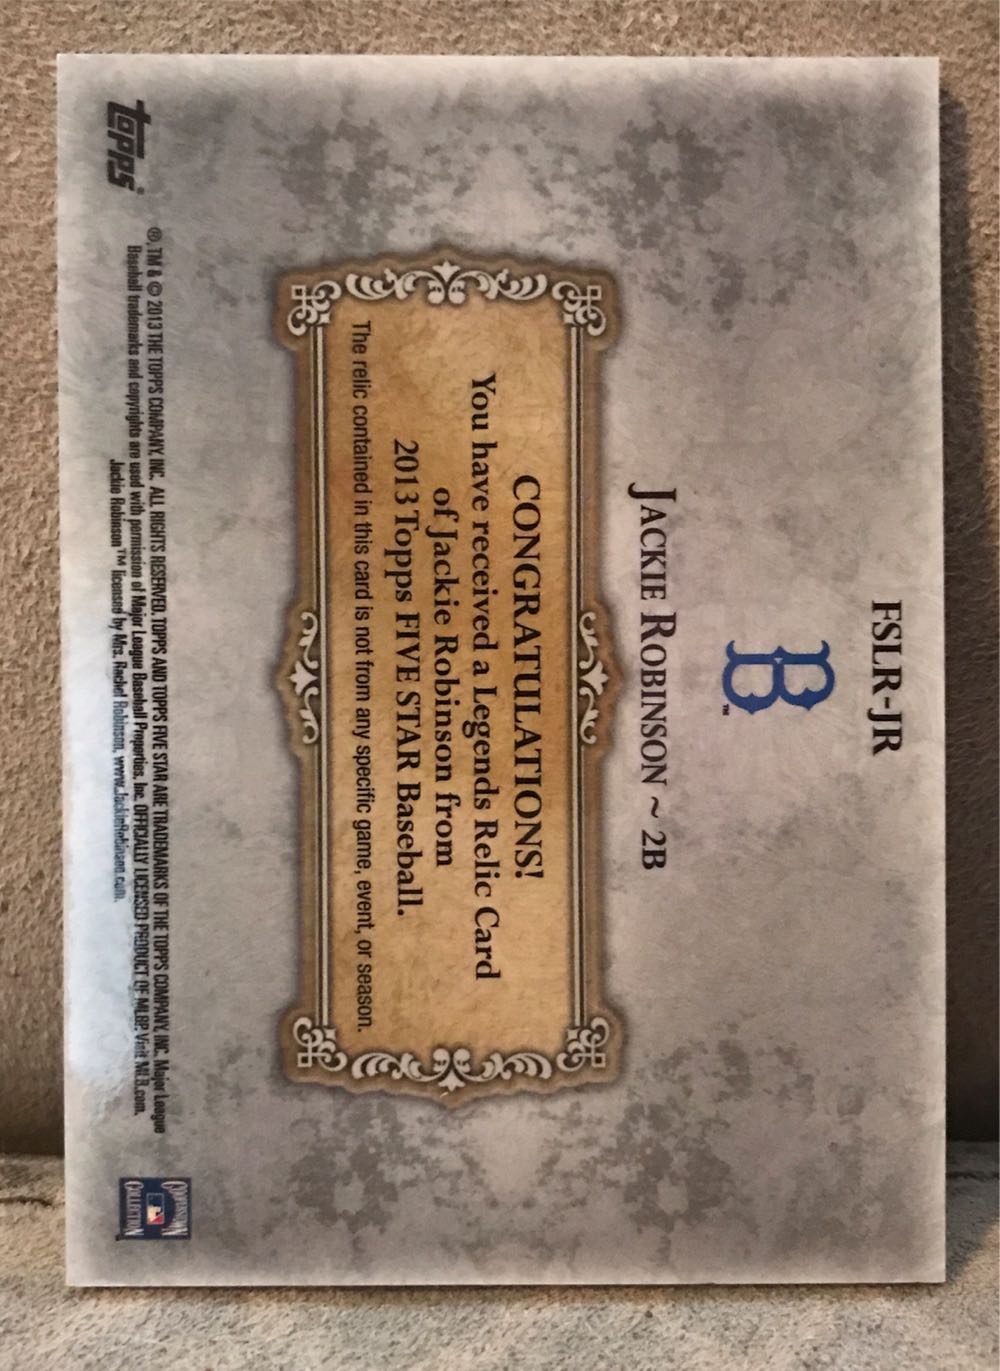 FSLR-JR
B™
JACKIE ROBINSON ~ 2B
CONGRATULATIONS!
You have received a Legends Relic Card
of Jackie Robinson from
2013 Topps FIVE STAR Baseball.
The relic contained in this card is not from any specific game, event, or season.
topps®
®, TM & © 2013 THE TOPPS COMPANY, INC. ALL RIGHTS RESERVED. TOPPS AND TOPPS FIVE STAR ARE TRADEMARKS OF THE TOPPS COMPANY, INC. Major League
Baseball trademarks and copyrights are used with permission of Major League Baseball Properties, Inc. OFFICIALLY LICENSED PRODUCT OF MLBP. Visit MLB.com.
Jackie Robinson™ licensed by Mrs. Rachel Robinson, www.JackieRobinson.com.
COOPERSTOWN
COLLECTION